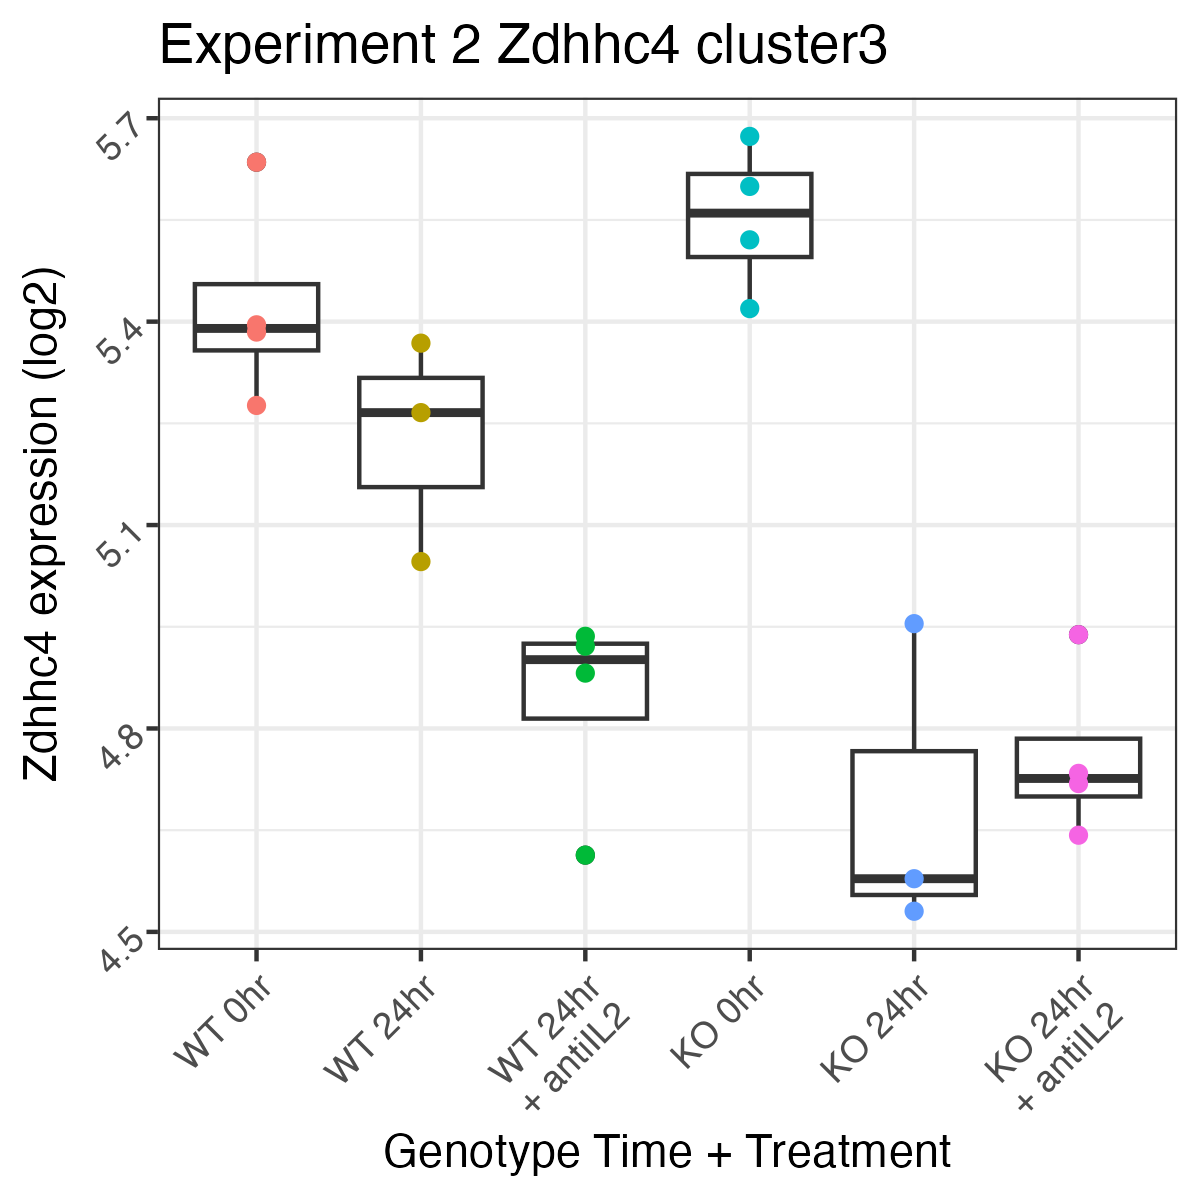 Experiment 2 Zdhhc4 cluster3
Zdhhc4 expression (log2)
5.7
5.4
5.1
4.8
4.5
WT 0hr
WT 24hr
WT 24hr
+ antiIL2
KO 0hr
KO 24hr
KO 24hr
+ antiIL2
Genotype Time + Treatment